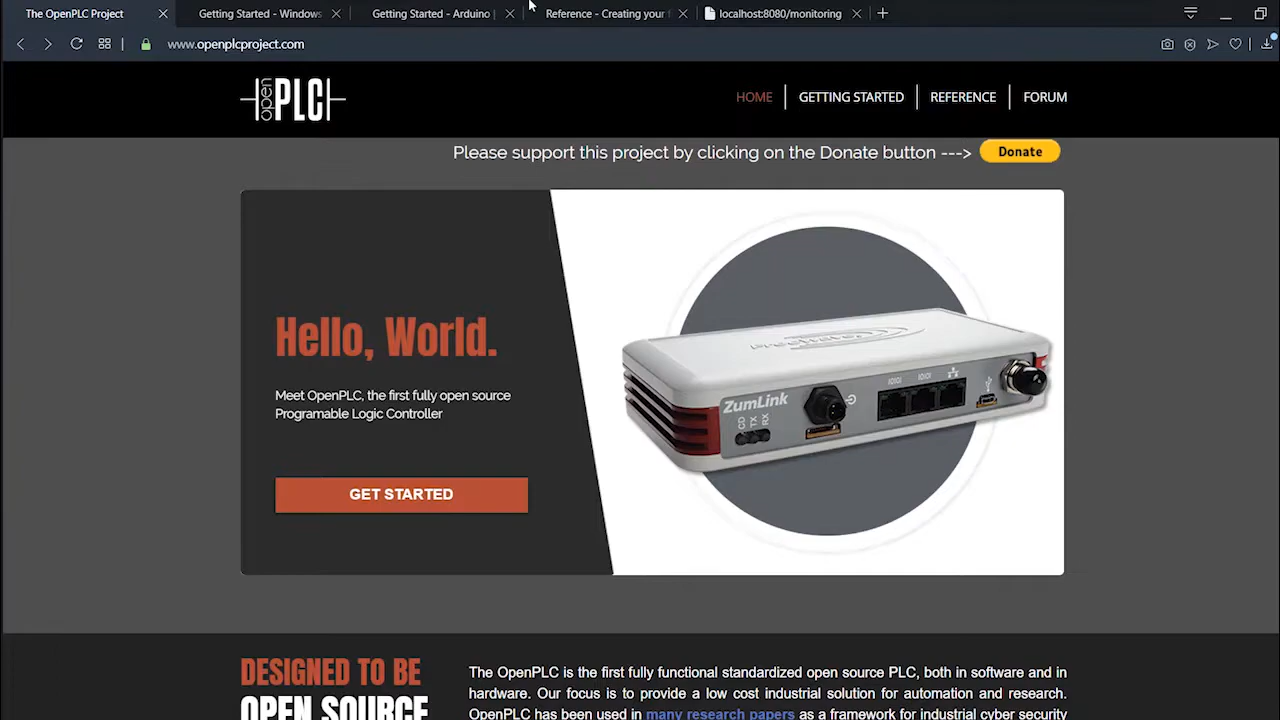 The OpenPLC Project
Getting Started - Windows
Getting Started - Arduino |
Reference - Creating your f
localhost:8080/monitoring
www.openplcproject.com
open PLC
HOME
GETTING STARTED
REFERENCE
FORUM
Please support this project by clicking on the Donate button --->
Donate
Hello, World.
Meet OpenPLC, the first fully open source
Programable Logic Controller
GET STARTED
ZumLink
CD
TX
RX
IOIOI
IOIOI
DESIGNED TO BE
OPEN SOURCE
The OpenPLC is the first fully functional standardized open source PLC, both in software and in
hardware. Our focus is to provide a low cost industrial solution for automation and research.
OpenPLC has been used in many research papers as a framework for industrial cyber security